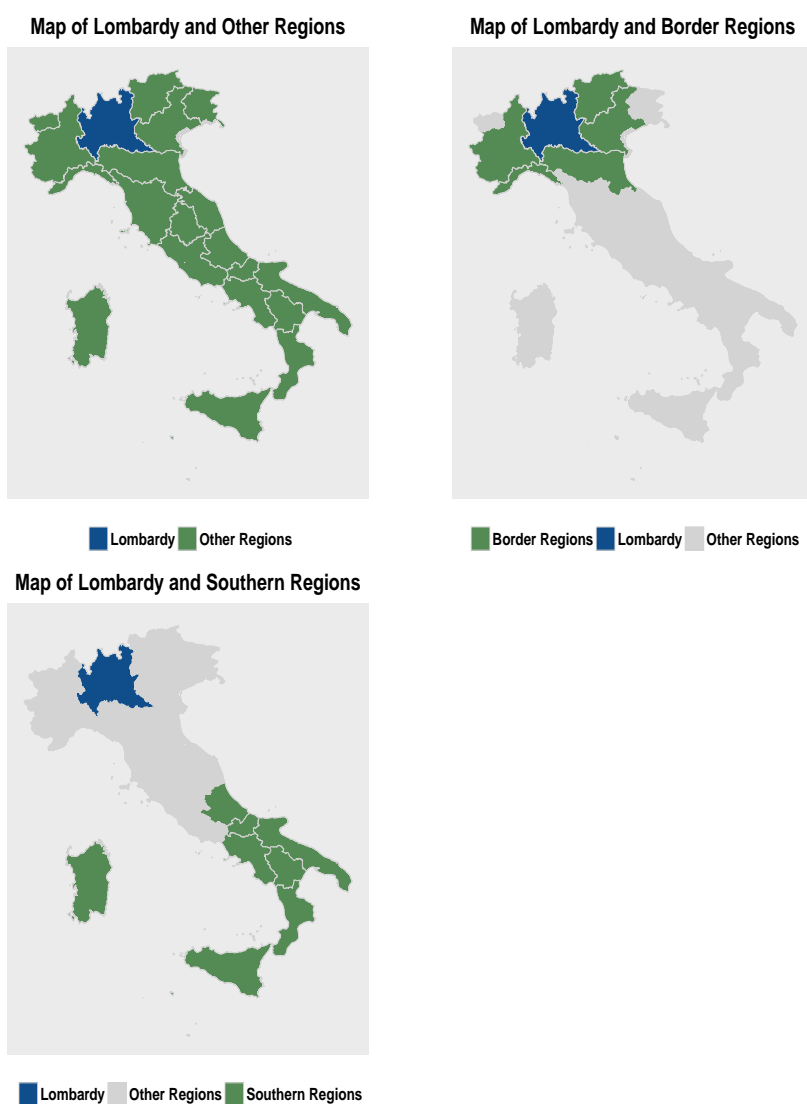 Map of Lombardy and Other Regions
Map of Lombardy and Border Regions
Lombardy Other Regions
Border Regions Lombardy Other Regions
Map of Lombardy and Southern Regions
Lombardy Other Regions Southern Regions